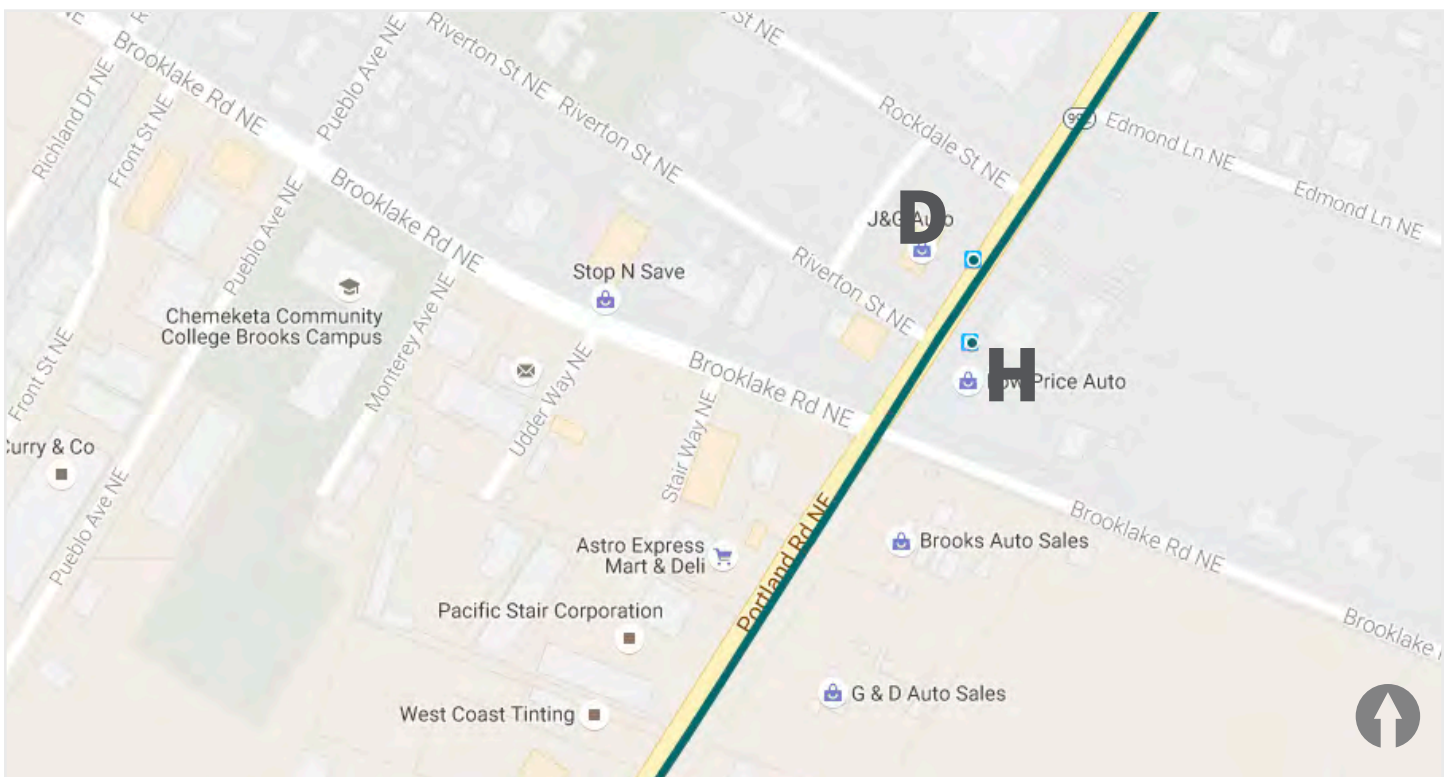 St NE
Riverton St NE
Brooklake Rd NE
Pueblo Ave NE
Richland Dr NE
Front St NE
Riverton St NE
Rockdale St NE
Edmond Ln NE
Edmond Ln NE
Brooklake Rd NE
Pueblo Ave NE
D
J&G Auto
Riverton St NE
Stop N Save
Chemeketa Community
College Brooks Campus
Monterey Ave NE
Front St NE
Udder Way NE
Brooklake Rd NE
H
Price Auto
Stair Way NE
Curry & Co
Pueblo Ave NE
Portland Rd NE
Brooklake Rd NE
Brooks Auto Sales
Astro Express
Mart & Deli
Pacific Stair Corporation
Brooklake
G & D Auto Sales
West Coast Tinting